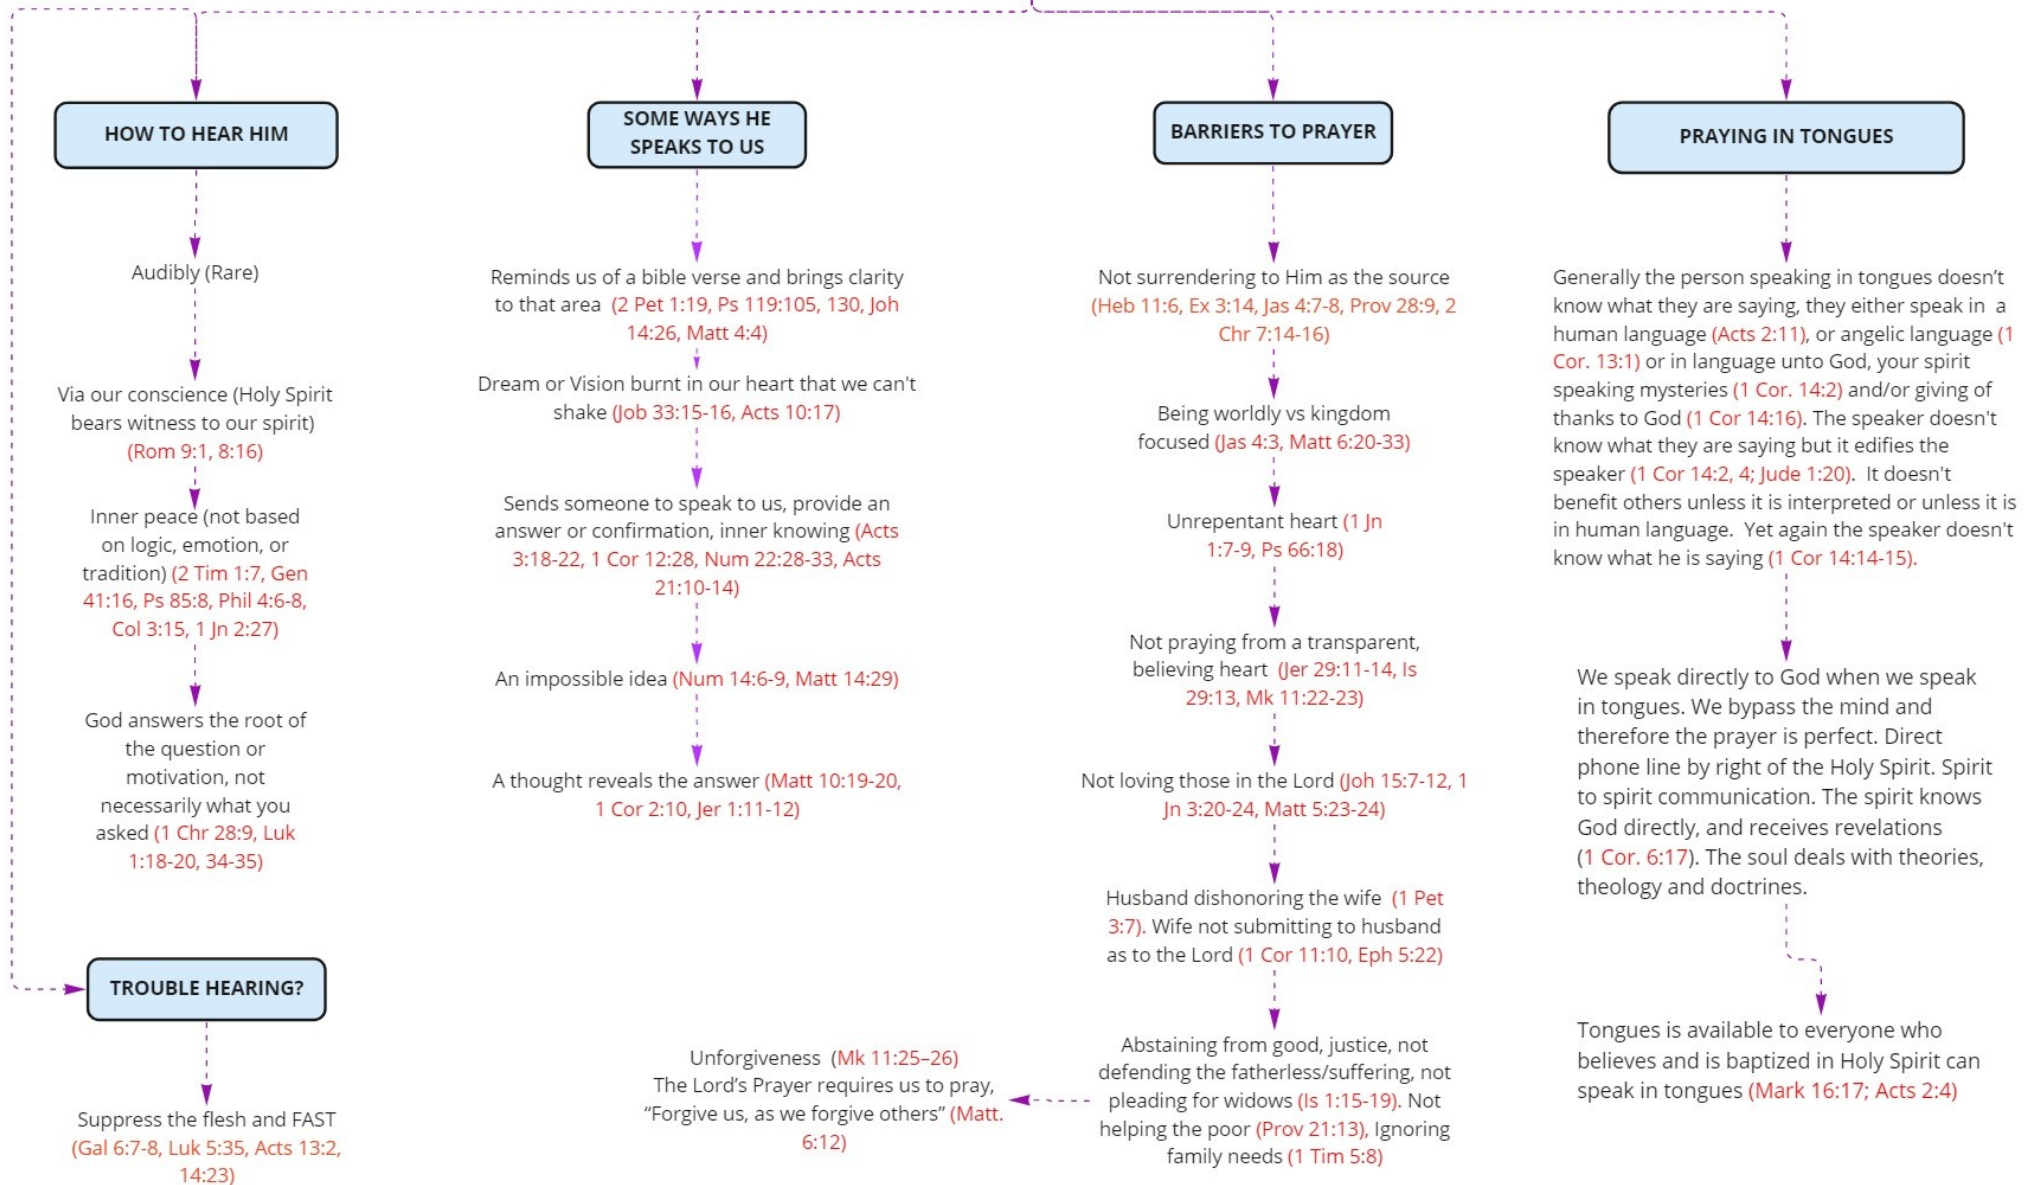 HOW TO HEAR HIM
Audibly (Rare)
Via our conscience (Holy Spirit
bears witness to our spirit)
(Rom 9:1, 8:16)
Inner peace (not based
on logic, emotion, or
tradition) (2 Tim 1:7, Gen
41:16, Ps 85:8, Phil 4:6-8,
Col 3:15, 1 Jn 2:27)
God answers the root of
the question or
motivation, not
necessarily what you
asked (1 Chr 28:9, Luk
1:18-20, 34-35)
TROUBLE HEARING?
Suppress the flesh and FAST
(Gal 6:7-8, Luk 5:35, Acts 13:2,
14:23)
SOME WAYS HE
SPEAKS TO US
Reminds us of a bible verse and brings clarity
to that area (2 Pet 1:19, Ps 119:105, 130, Joh
14:26, Matt 4:4)
Dream or Vision burnt in our heart that we can't
shake (Job 33:15-16, Acts 10:17)
Sends someone to speak to us, provide an
answer or confirmation, inner knowing (Acts
3:18-22, 1 Cor 12:28, Num 22:28-33, Acts
21:10-14)
An impossible idea (Num 14:6-9, Matt 14:29)
A thought reveals the answer (Matt 10:19-20,
1 Cor 2:10, Jer 1:11-12)
BARRIERS TO PRAYER
Not surrendering to Him as the source
(Heb 11:6, Ex 3:14, Jas 4:7-8, Prov 28:9, 2
Chr 7:14-16)
Being worldly vs kingdom
focused (Jas 4:3, Matt 6:20-33)
Unrepentant heart (1 Jn
1:7-9, Ps 66:18)
Not praying from a transparent,
believing heart (Jer 29:11-14, Is
29:13, Mk 11:22-23)
Not loving those in the Lord (Joh 15:7-12, 1
Jn 3:20-24, Matt 5:23-24)
Husband dishonoring the wife (1 Pet
3:7). Wife not submitting to husband
as to the Lord (1 Cor 11:10, Eph 5:22)
Abstaining from good, justice, not
defending the fatherless/suffering, not
pleading for widows (Is 1:15-19). Not
helping the poor (Prov 21:13), Ignoring
family needs (1 Tim 5:8)
Unforgiveness (Mk 11:25–26)
The Lord’s Prayer requires us to pray,
“Forgive us, as we forgive others” (Matt.
6:12)
PRAYING IN TONGUES
Generally the person speaking in tongues doesn’t
know what they are saying, they either speak in a
human language (Acts 2:11), or angelic language (1
Cor. 13:1) or in language unto God, your spirit
speaking mysteries (1 Cor. 14:2) and/or giving of
thanks to God (1 Cor 14:16). The speaker doesn't
know what they are saying but it edifies the
speaker (1 Cor 14:2, 4; Jude 1:20). It doesn't
benefit others unless it is interpreted or unless it is
in human language. Yet again the speaker doesn't
know what he is saying (1 Cor 14:14-15).
We speak directly to God when we speak
in tongues. We bypass the mind and
therefore the prayer is perfect. Direct
phone line by right of the Holy Spirit. Spirit
to spirit communication. The spirit knows
God directly, and receives revelations
(1 Cor. 6:17). The soul deals with theories,
theology and doctrines.
Tongues is available to everyone who
believes and is baptized in Holy Spirit can
speak in tongues (Mark 16:17; Acts 2:4)